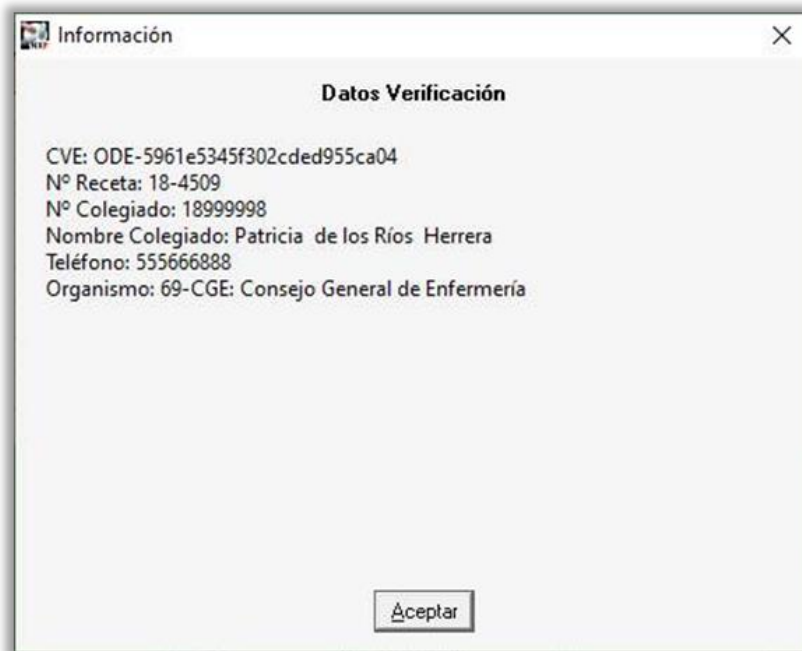 Información
Datos Verificación
CVE: ODE-5961e5345f302cded955ca04
Nº Receta: 18-4509
Nº Colegiado: 18999998
Nombre Colegiado: Patricia  de los Ríos  Herrera
Teléfono: 555666888
Organismo: 69-CGE: Consejo General de Enfermería
Aceptar